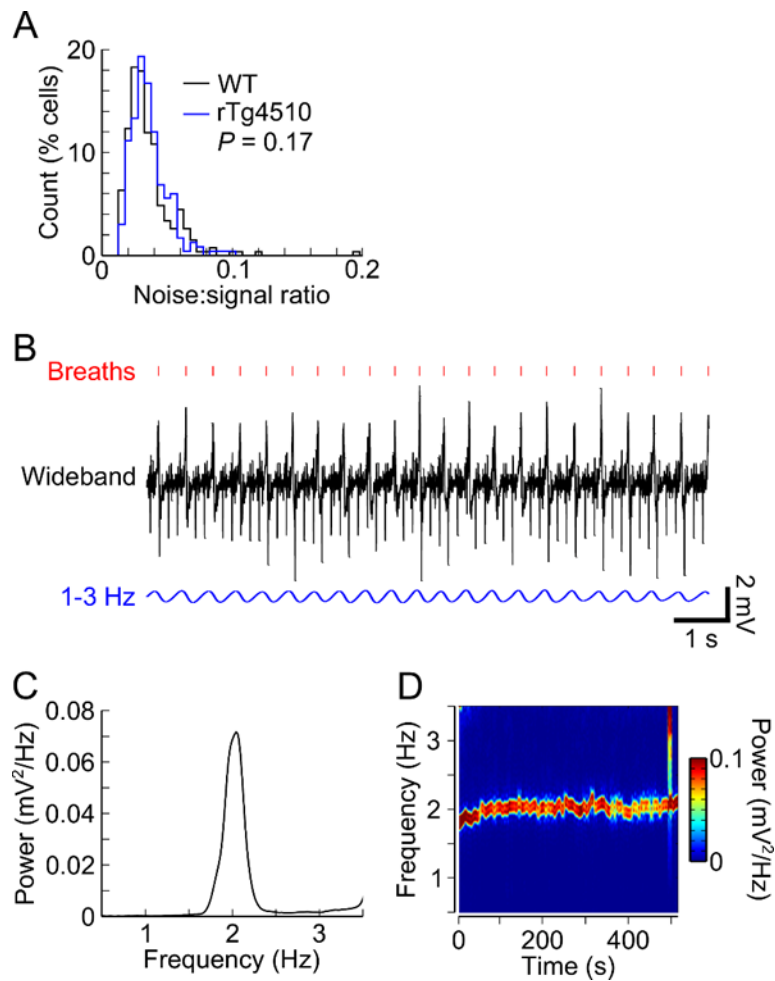 A
20
WT
rTg4510
P = 0.17
10
0
Count (% cells)
0 0.1 0.2
Noise:signal ratio
B
Breaths
Wideband
1-3 Hz
2 mV
1 s
C
0.08
0.06
0.04
0.02
0
Power (mV²/Hz)
1 2 3
Frequency (Hz)
D
3
2
1
Frequency (Hz)
0 200 400
Time (s)
0.1
0
Power (mV²/Hz)